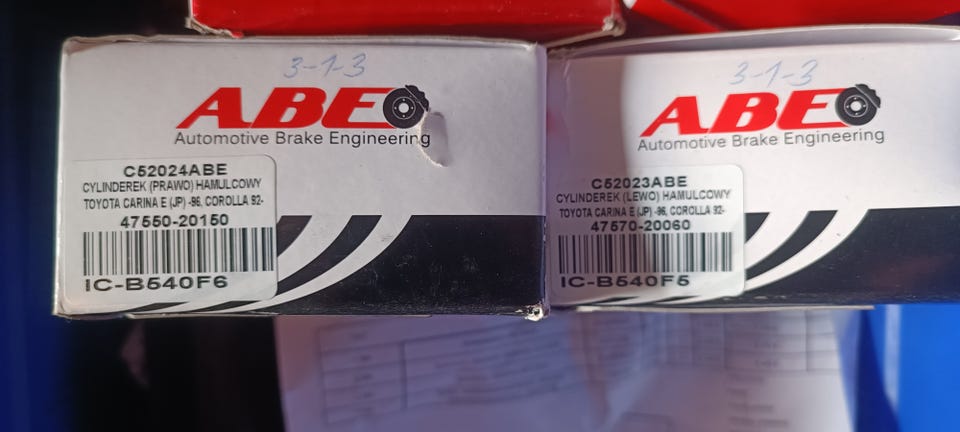 3-1-3
ABE
Automotive Brake Engineering
C52024ABE
CYLINDEREK (PRAWO) HAMULCOWY
TOYOTA CARINA E (JP) -96, COROLLA 92-
47550-20150
IC-B540F6
3-1-3
ABE
Automotive Brake Engineering
C52023ABE
CYLINDEREK (LEWO) HAMULCOWY
TOYOTA CARINA E (JP) -96, COROLLA 92-
47570-20060
IC-B540F5